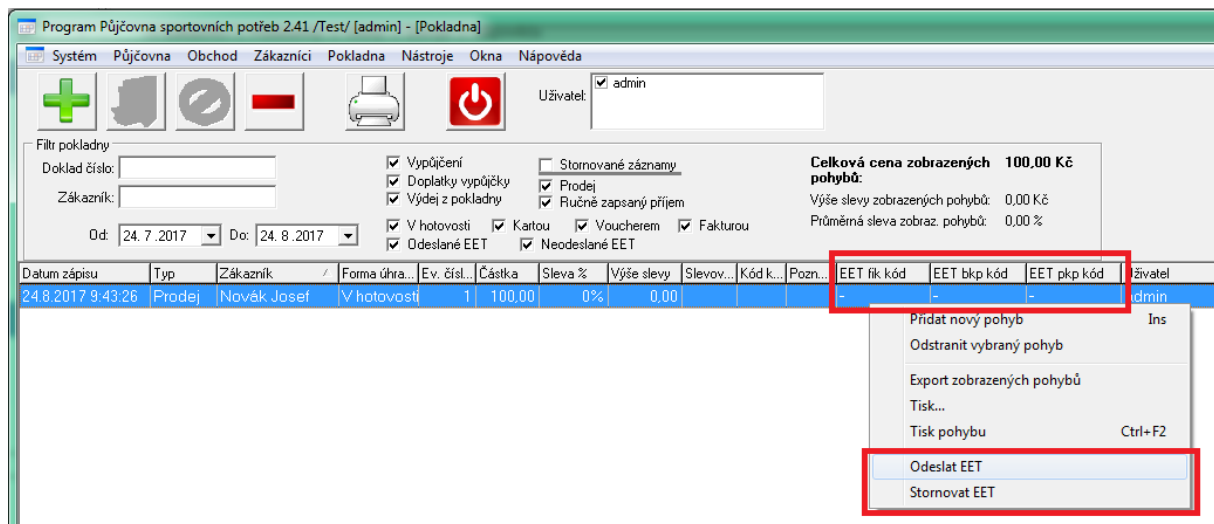 Program Půjčovna sportovních potřeb 2.41 /Test/ [admin] - [Pokladna]
Systém Půjčovna Obchod Zákazníci Pokladna Nástroje Okna Nápověda
Uživatel: admin
Filtr pokladny
Doklad číslo:
Zákazník:
Od: 24. 7.2017 Do: 24. 8.2017
Vypůjčení
Doplatky vypůjčky
Výdej z pokladny
Stornované záznamy
Prodej
Ručně zapsaný příjem
V hotovosti Kartou Voucherem Fakturou
Odeslané EET Neodeslané EET
Celková cena zobrazených pohybů: 100,00 Kč
Výše slevy zobrazených pohybů: 0,00 Kč
Průměrná sleva zobraz. pohybů: 0,00 %
Datum zápisu Typ Zákazník Forma úhra... Ev. čísl... Částka Sleva % Výše slevy Slevov... Kód k... Pozn... EET fik kód EET bkp kód EET pkp kód Uživatel
24.8.2017 9:43:26 Prodej Novák Josef V hotovosti 1 100,00 0% 0,00 - - - admin
Přidat nový pohyb Ins
Odstranit vybraný pohyb
Export zobrazených pohybů
Tisk...
Tisk pohybu Ctrl+F2
Odeslat EET
Stornovat EET